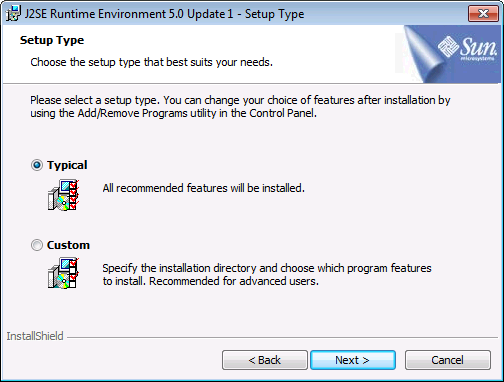 J2SE Runtime Environment 5.0 Update 1 - Setup Type
Setup Type
Choose the setup type that best suits your needs.
Sun
microsystems
Please select a setup type. You can change your choice of features after installation by
using the Add/Remove Programs utility in the Control Panel.
Typical
All recommended features will be installed.
Custom
Specify the installation directory and choose which program features
to install. Recommended for advanced users.
InstallShield
< Back
Next >
Cancel